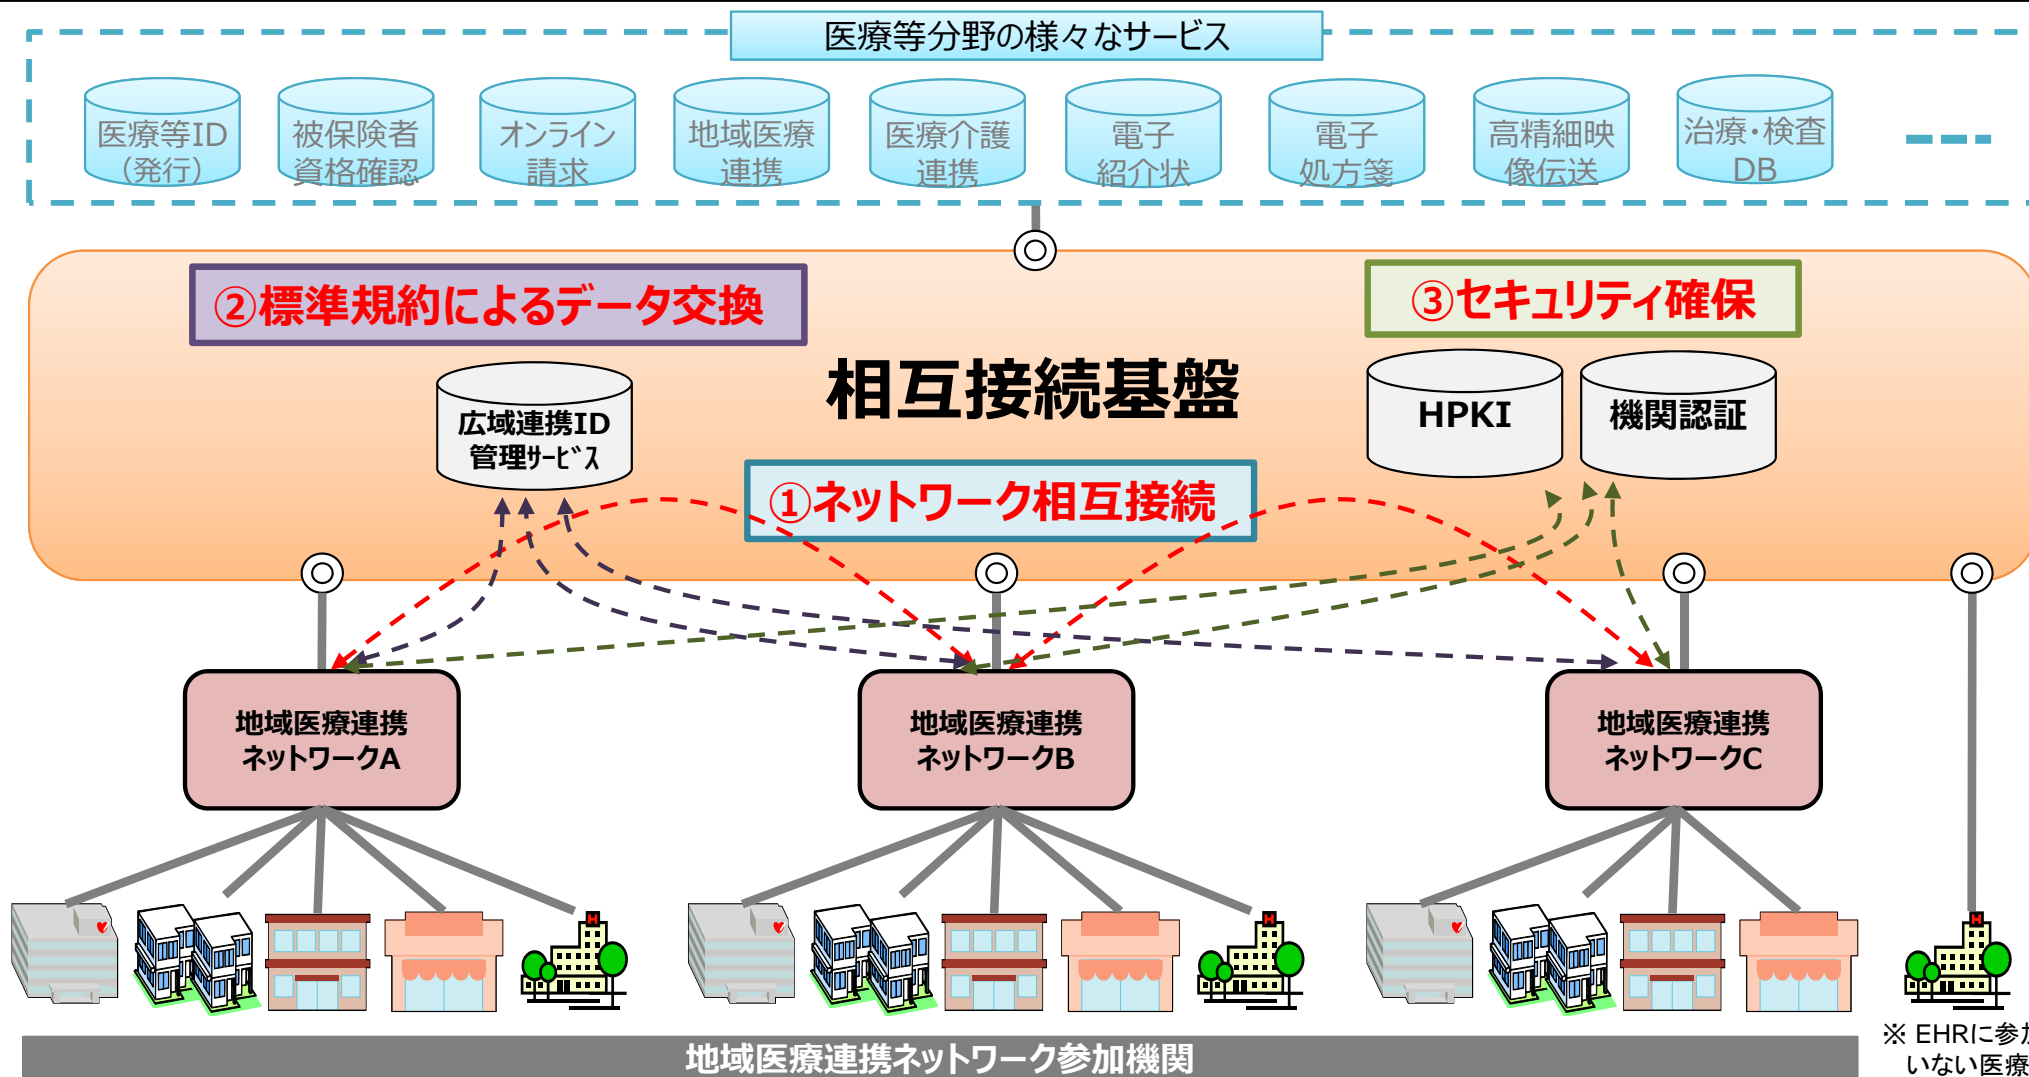 医療等分野の様々なサービス
医療等ID
（発行）
被保険者
資格確認
オンライン
請求
地域医療
連携
医療介護
連携
電子
紹介状
電子
処方箋
高精細映
像伝送
治療・検査
DB
②標準規約によるデータ交換
③セキュリティ確保
相互接続基盤
広域連携ID
管理ｻｰﾋﾞｽ
HPKI
機関認証
①ネットワーク相互接続
地域医療連携
ネットワークA
地域医療連携
ネットワークB
地域医療連携
ネットワークC
地域医療連携ネットワーク参加機関
※ EHRに参加
いない医療